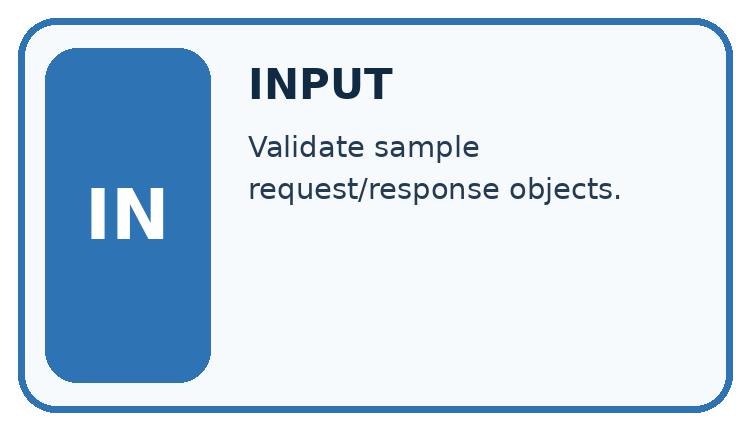 IN
INPUT
Validate sample
request/response objects.